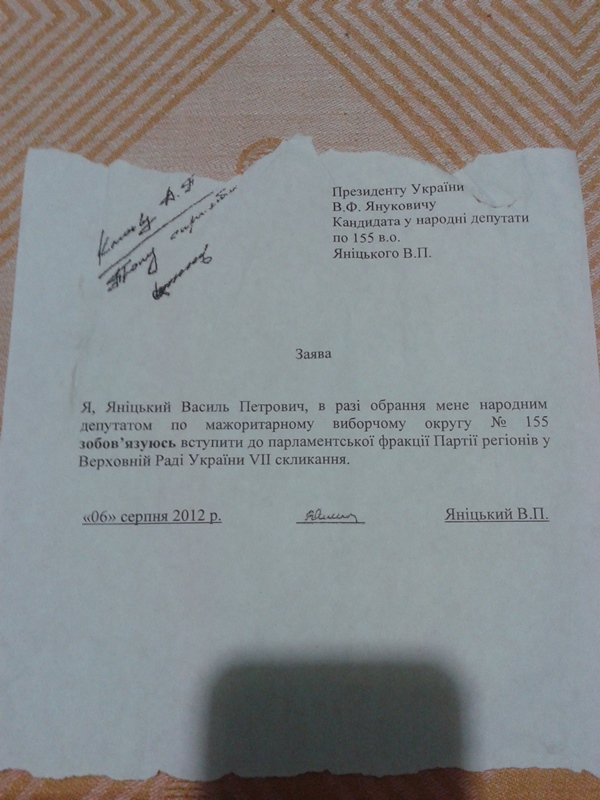 Клюєву А.П
Прошу
Президенту України
В.Ф. Януковичу
Кандидата у народні депутати
по 155 в.о.
Яніцького В.П.
Заява
Я, Яніцький Василь Петрович, в разі обрання мене народним
депутатом по мажоритарному виборчому округу № 155
зобов’язуюсь вступити до парламентської фракції Партії регіонів у
Верховній Раді України VII скликання.
«06» серпня 2012 р. Яніцький В.П.